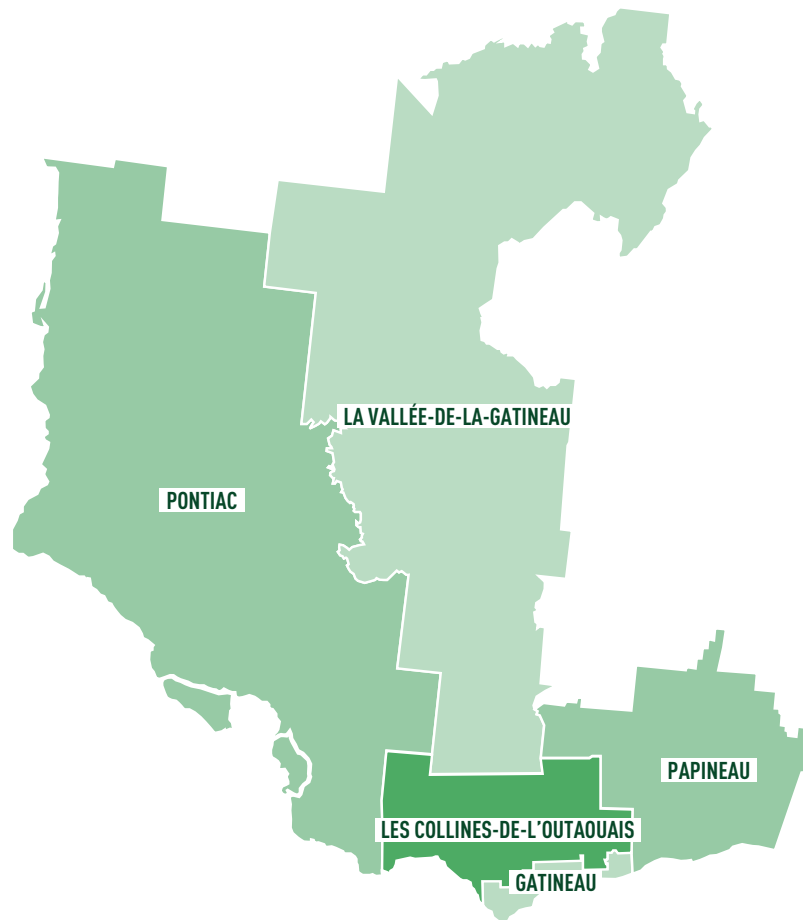 LA VALLÉE-DE-LA-GATINEAU
PONTIAC
PAPINEAU
LES COLLINES-DE-L'OUTAOUAIS
GATINEAU